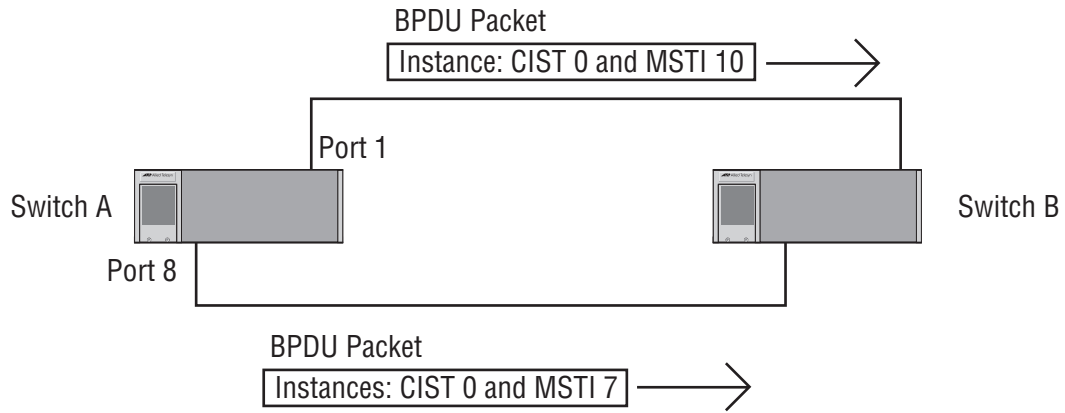 BPDU Packet
Instance: CIST 0 and MSTI 10
Port 1
Switch A
Switch B
Port 8
BPDU Packet
Instances: CIST 0 and MSTI 7